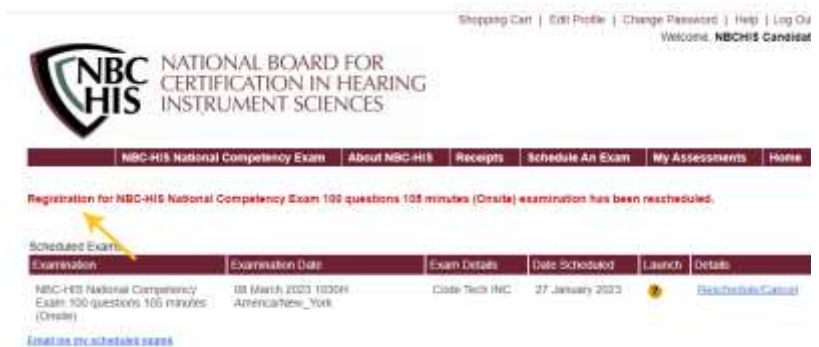 Shopping Cart | Edit Profile | Change Password | Help | Log Ou
Welcome, NBCHIS Candidat
NBC HIS
NATIONAL BOARD FOR
CERTIFICATION IN HEARING
INSTRUMENT SCIENCES
NBC-HIS National Competency Exam About NBC-HIS Receipts Schedule An Exam My Assessments Home
Registration for NBC-HIS National Competency Exam 100 questions 105 minutes (Onsite) examination has been rescheduled.
Scheduled Exams
Examination Examination Date Exam Details Date Scheduled Launch Details
NBC-HIS National Competency 08 March 2023 1030H Code Tech INC 27 January 2023 ? Reschedule/Cancel
Exam 100 questions 105 minutes America/New_York
(Onsite)
Email me my scheduled exams